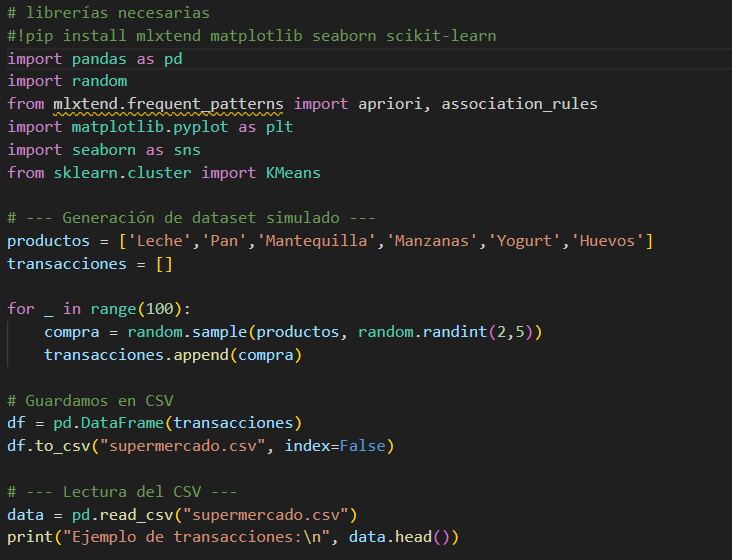 # librerías necesarias
#!pip install mlxtend matplotlib seaborn scikit-learn
import pandas as pd
import random
from mlxtend.frequent_patterns import apriori, association_rules
import matplotlib.pyplot as plt
import seaborn as sns
from sklearn.cluster import KMeans

# --- Generación de dataset simulado ---
productos = ['Leche','Pan','Mantequilla','Manzanas','Yogurt','Huevos']
transacciones = []

for _ in range(100):
    compra = random.sample(productos, random.randint(2,5))
    transacciones.append(compra)

# Guardamos en CSV
df = pd.DataFrame(transacciones)
df.to_csv("supermercado.csv", index=False)

# --- Lectura del CSV ---
data = pd.read_csv("supermercado.csv")
print("Ejemplo de transacciones:\n", data.head())